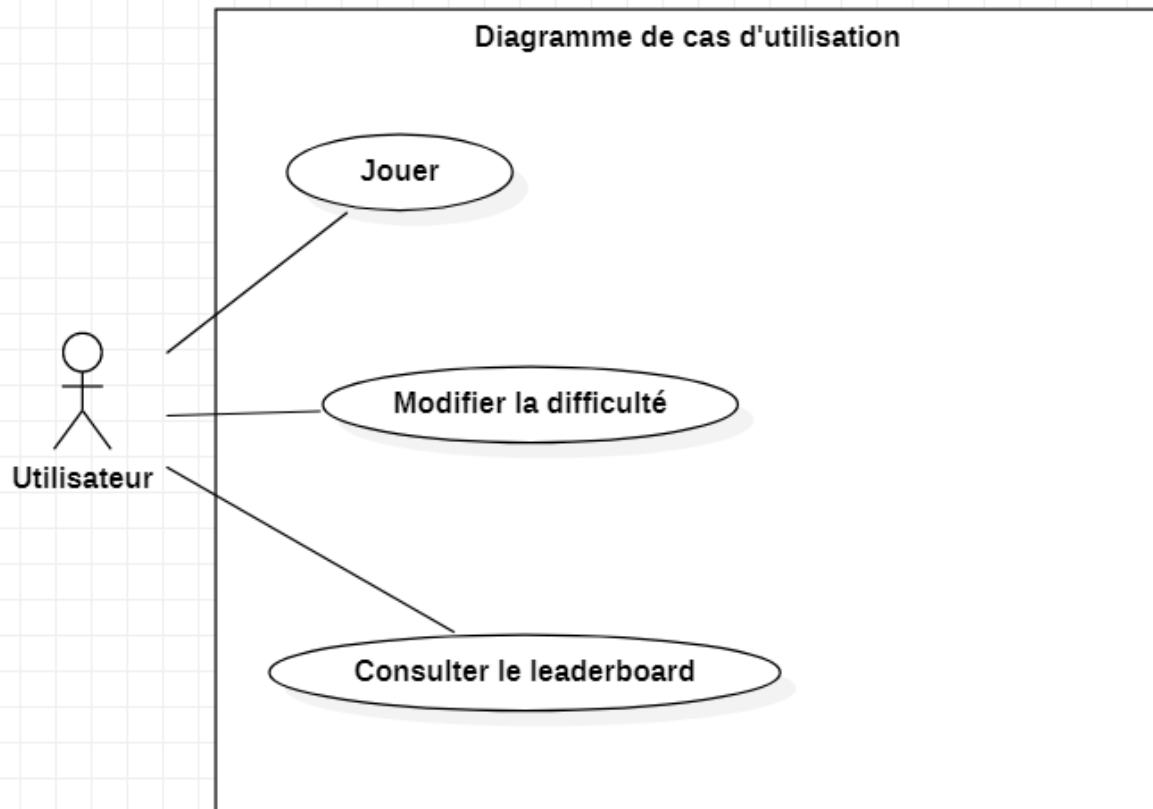 Diagramme de cas d'utilisation
Jouer
Modifier la difficulté
Utilisateur
Consulter le leaderboard